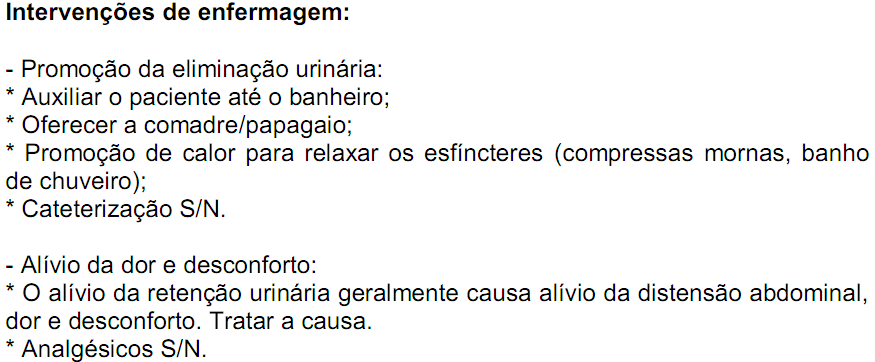 Intervenções de enfermagem:
- Promoção da eliminação urinária:
* Auxiliar o paciente até o banheiro;
* Oferecer a comadre/papagaio;
* Promoção de calor para relaxar os esfíncteres (compressas mornas, banho
de chuveiro);
* Cateterização S/N.
- Alívio da dor e desconforto:
* O alívio da retenção urinária geralmente causa alívio da distensão abdominal,
dor e desconforto. Tratar a causa.
* Analgésicos S/N.